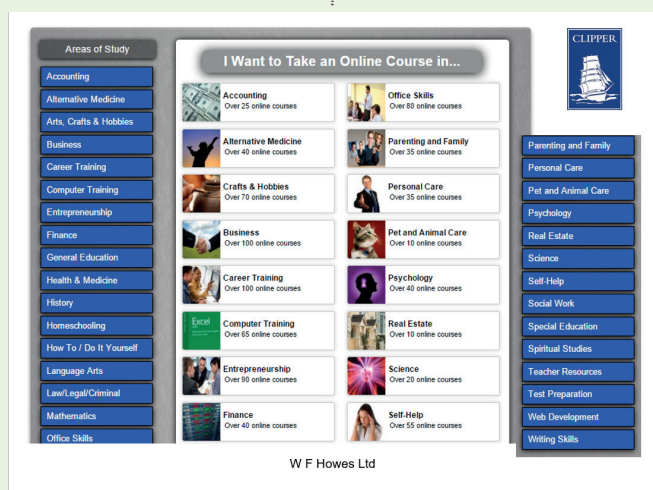 Areas of Study
Accounting
Alternative Medicine
Arts, Crafts & Hobbies
Business
Career Training
Computer Training
Entrepreneurship
Finance
General Education
Health & Medicine
History
Homeschooling
How To / Do It Yourself
Language Arts
Law/Legal/Criminal
Mathematics
Office Skills
I Want to Take an Online Course in...
Accounting
Over 25 online courses
Office Skills
Over 80 online courses
Alternative Medicine
Over 40 online courses
Parenting and Family
Over 35 online courses
Crafts & Hobbies
Over 70 online courses
Personal Care
Over 35 online courses
Business
Over 100 online courses
Pet and Animal Care
Over 10 online courses
Career Training
Over 100 online courses
Psychology
Over 40 online courses
Excel
Computer Training
Over 65 online courses
Real Estate
Over 10 online courses
Entrepreneurship
Over 90 online courses
Science
Over 20 online courses
Finance
Over 40 online courses
Self-Help
Over 55 online courses
CLIPPER
Parenting and Family
Personal Care
Pet and Animal Care
Psychology
Real Estate
Science
Self-Help
Social Work
Special Education
Spiritual Studies
Teacher Resources
Test Preparation
Web Development
Writing Skills
W F Howes Ltd